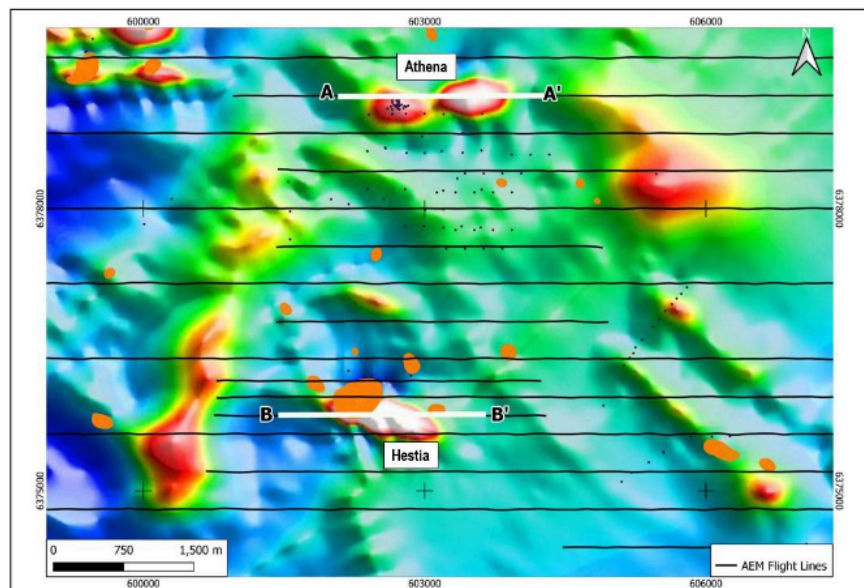 600000 603000 606000
N
Athena
A A'
6378000 6378000
B B'
Hestia
6375000 6375000
0 750 1,500 m
AEM Flight Lines
600000 603000 606000